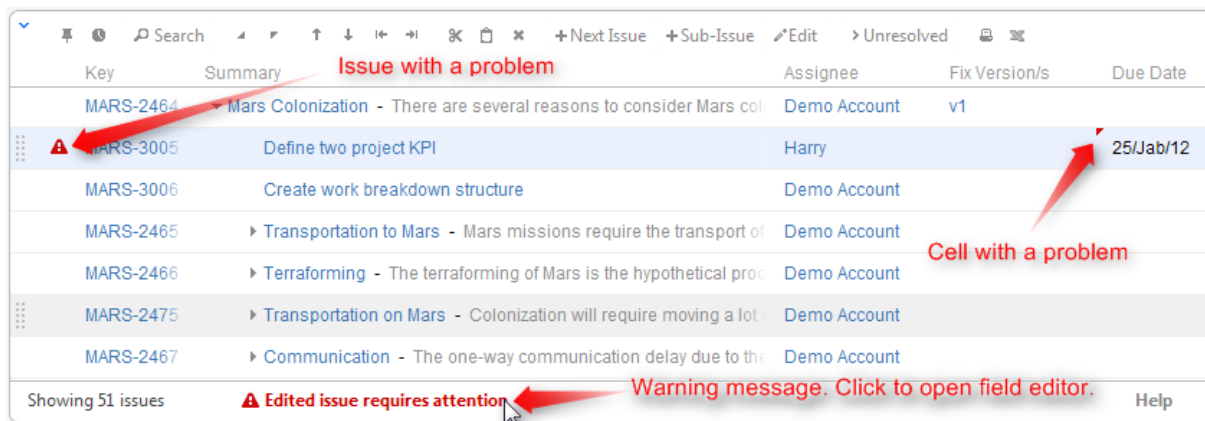 Search + Next Issue + Sub-Issue Edit > Unresolved
Issue with a problem
Key Summary Assignee Fix Version/s Due Date
MARS-2464 Mars Colonization - There are several reasons to consider Mars col Demo Account v1
MARS-3005 Define two project KPI Harry 25/Jab/12
MARS-3006 Create work breakdown structure Demo Account
MARS-2465 Transportation to Mars - Mars missions require the transport of Demo Account
Cell with a problem
MARS-2466 Terraforming - The terraforming of Mars is the hypothetical proc Demo Account
MARS-2475 Transportation on Mars - Colonization will require moving a lot Demo Account
MARS-2467 Communication - The one-way communication delay due to the Demo Account
Warning message. Click to open field editor.
Showing 51 issues Edited issue requires attention Help